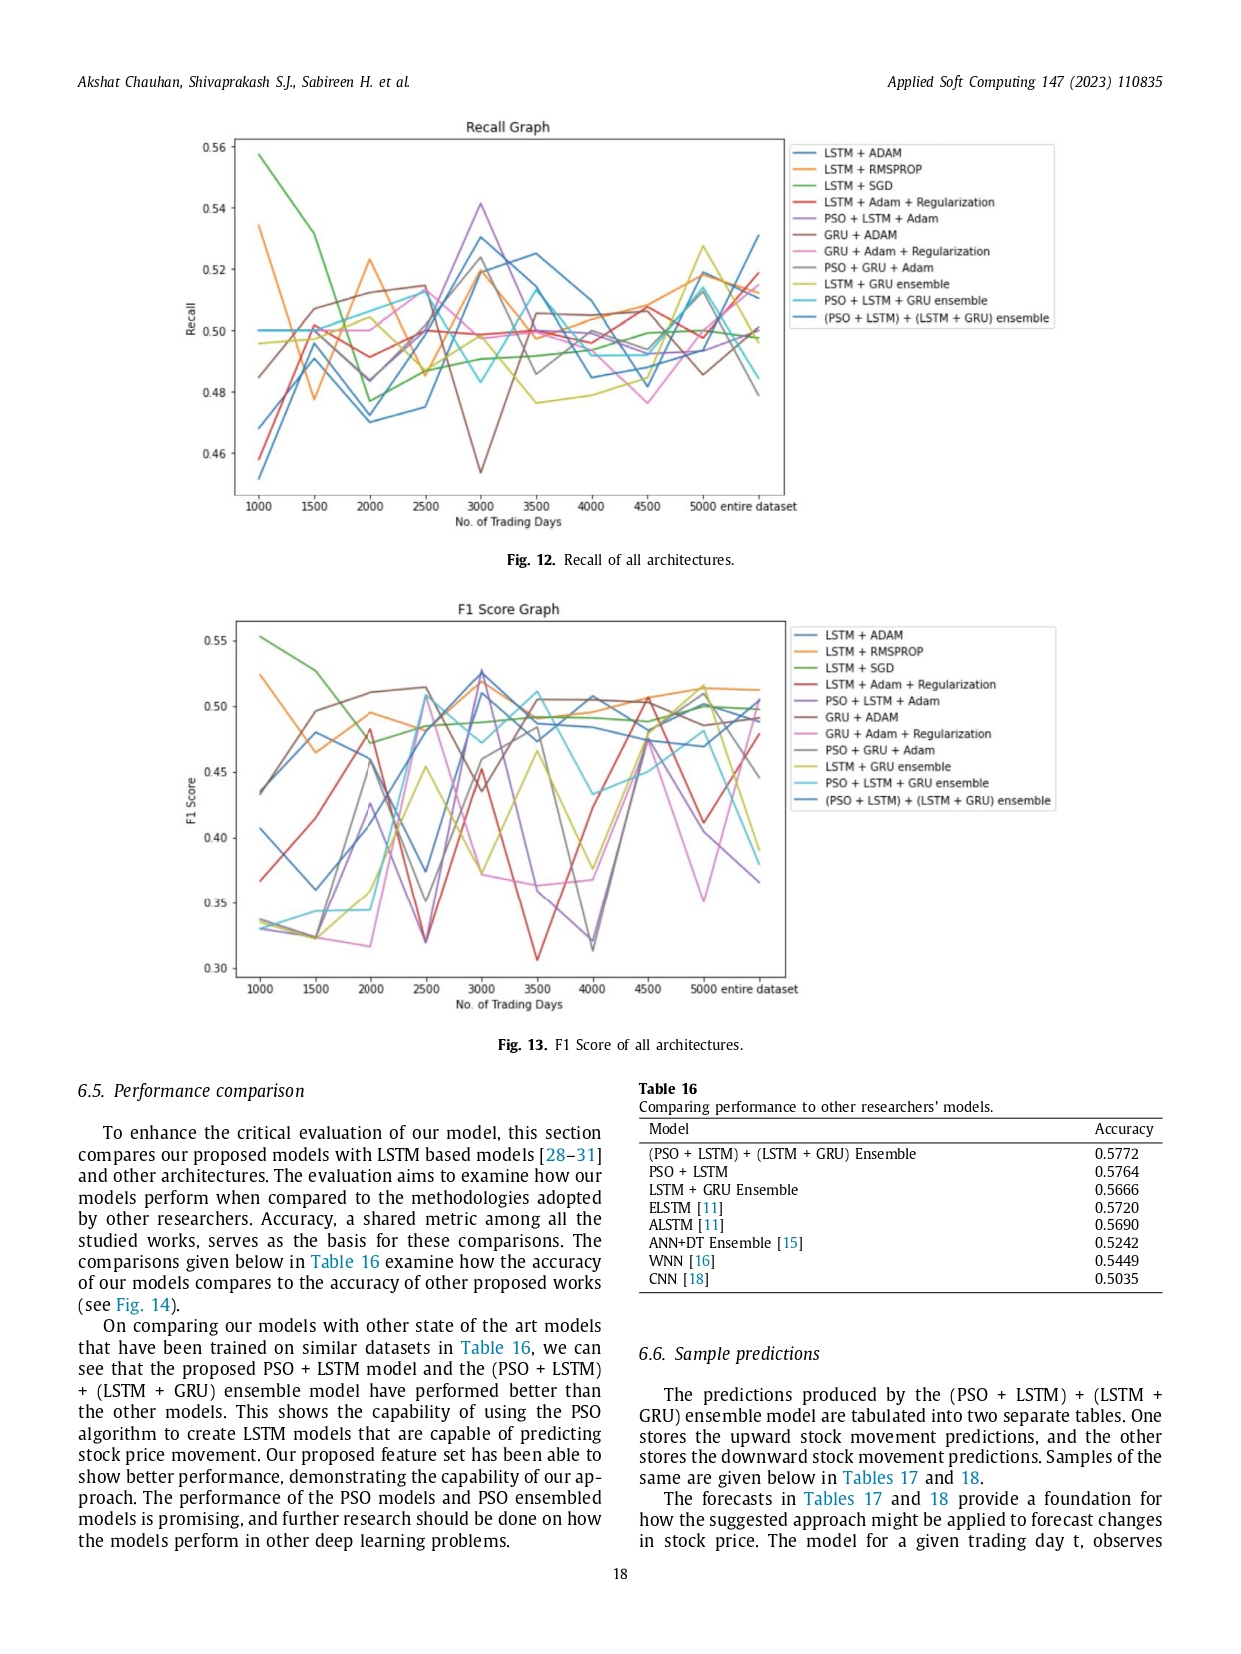 Akshat Chauhan, Shivaprakash S.J., Sabireen H. et al.
Applied Soft Computing 147 (2023) 110835
Recall Graph
0.56
0.54
0.52
0.50
0.48
0.46
Recall
1000 1500 2000 2500 3000 3500 4000 4500 5000 entire dataset
No. of Trading Days
LSTM + ADAM
LSTM + RMSPROP
LSTM + SGD
LSTM + Adam + Regularization
PSO + LSTM + Adam
GRU + ADAM
GRU + Adam + Regularization
PSO + GRU + Adam
LSTM + GRU ensemble
PSO + LSTM + GRU ensemble
(PSO + LSTM) + (LSTM + GRU) ensemble
Fig. 12. Recall of all architectures.
F1 Score Graph
0.55
0.50
0.45
0.40
0.35
0.30
F1 Score
1000 1500 2000 2500 3000 3500 4000 4500 5000 entire dataset
No. of Trading Days
LSTM + ADAM
LSTM + RMSPROP
LSTM + SGD
LSTM + Adam + Regularization
PSO + LSTM + Adam
GRU + ADAM
GRU + Adam + Regularization
PSO + GRU + Adam
LSTM + GRU ensemble
PSO + LSTM + GRU ensemble
(PSO + LSTM) + (LSTM + GRU) ensemble
Fig. 13. F1 Score of all architectures.
6.5. Performance comparison
To enhance the critical evaluation of our model, this section
compares our proposed models with LSTM based models [28–31]
and other architectures. The evaluation aims to examine how our
models perform when compared to the methodologies adopted
by other researchers. Accuracy, a shared metric among all the
studied works, serves as the basis for these comparisons. The
comparisons given below in Table 16 examine how the accuracy
of our models compares to the accuracy of other proposed works
(see Fig. 14).
On comparing our models with other state of the art models
that have been trained on similar datasets in Table 16, we can
see that the proposed PSO + LSTM model and the (PSO + LSTM)
+ (LSTM + GRU) ensemble model have performed better than
the other models. This shows the capability of using the PSO
algorithm to create LSTM models that are capable of predicting
stock price movement. Our proposed feature set has been able to
show better performance, demonstrating the capability of our ap-
proach. The performance of the PSO models and PSO ensembled
models is promising, and further research should be done on how
the models perform in other deep learning problems.
Table 16
Comparing performance to other researchers' models.
Model Accuracy
(PSO + LSTM) + (LSTM + GRU) Ensemble 0.5772
PSO + LSTM 0.5764
LSTM + GRU Ensemble 0.5666
ELSTM [11] 0.5720
ALSTM [11] 0.5690
ANN+DT Ensemble [15] 0.5242
WNN [16] 0.5449
CNN [18] 0.5035
6.6. Sample predictions
The predictions produced by the (PSO + LSTM) + (LSTM +
GRU) ensemble model are tabulated into two separate tables. One
stores the upward stock movement predictions, and the other
stores the downward stock movement predictions. Samples of the
same are given below in Tables 17 and 18.
The forecasts in Tables 17 and 18 provide a foundation for
how the suggested approach might be applied to forecast changes
in stock price. The model for a given trading day t, observes
18